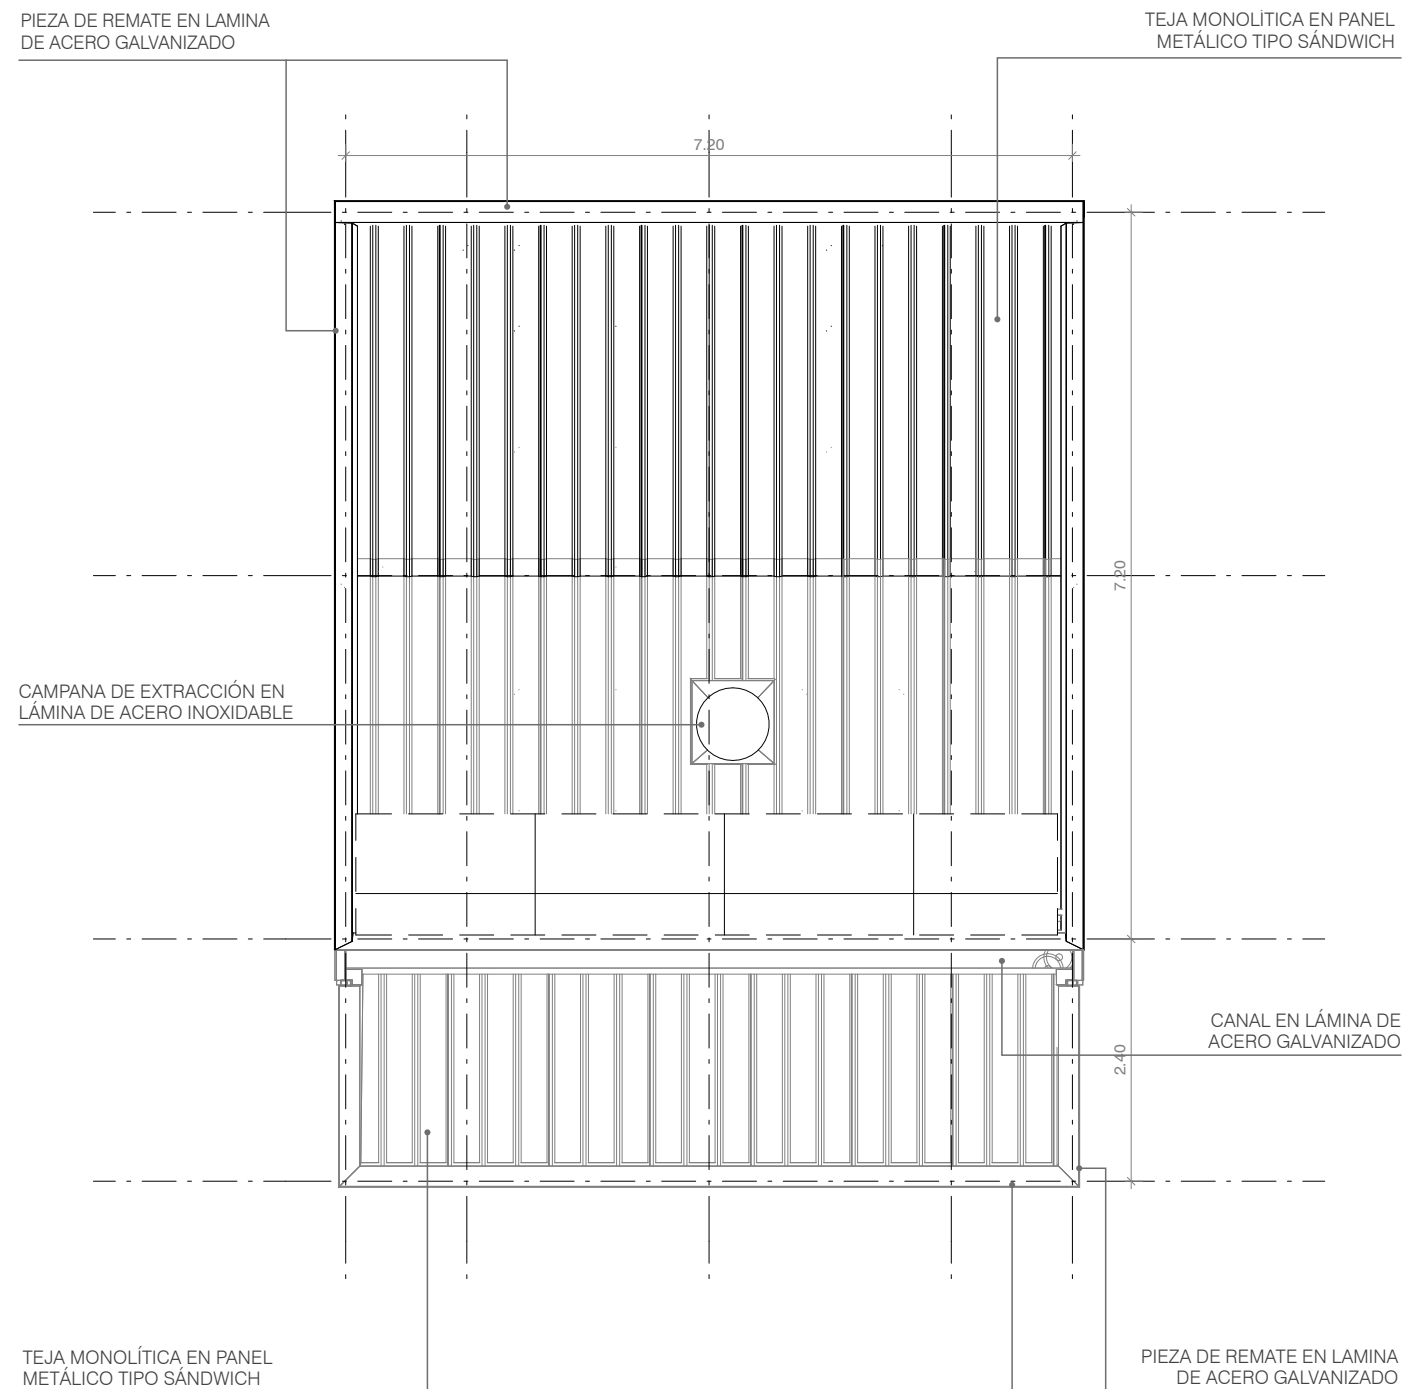 PIEZA DE REMATE EN LAMINA
DE ACERO GALVANIZADO
TEJA MONOLÍTICA EN PANEL
METÁLICO TIPO SÁNDWICH
7.20
7.20
CAMPANA DE EXTRACCIÓN EN
LÁMINA DE ACERO INOXIDABLE
CANAL EN LÁMINA DE
ACERO GALVANIZADO
2.40
TEJA MONOLÍTICA EN PANEL
METÁLICO TIPO SÁNDWICH
PIEZA DE REMATE EN LAMINA
DE ACERO GALVANIZADO